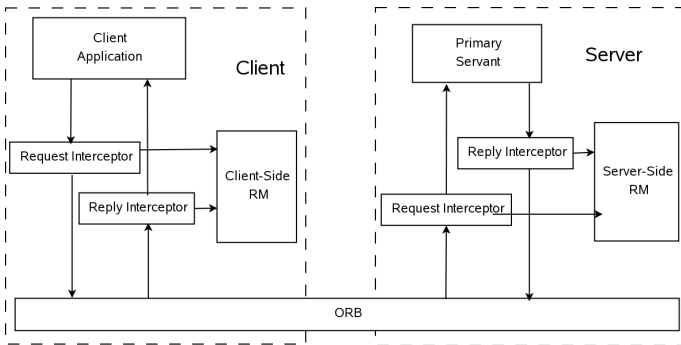 Client
Application
Client
Request Interceptor
Client-Side
RM
Reply Interceptor
Primary
Servant
Server
Reply Interceptor
Server-Side
RM
Request Interceptor
ORB